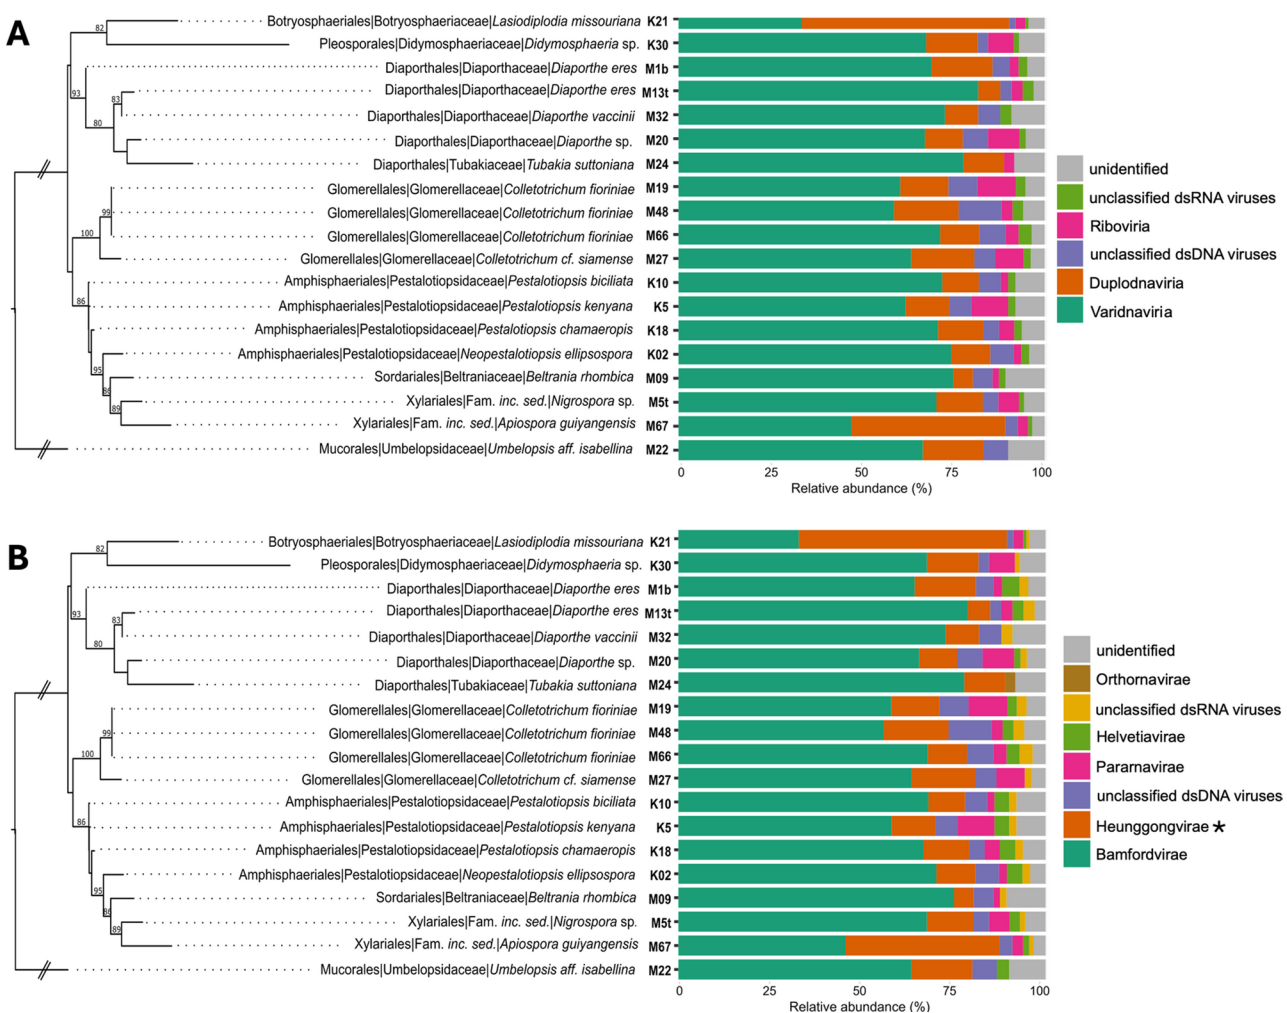 A
82
Botryosphaeriales|Botryosphaeriaceae|Lasiodiplodia missouriana K21
Pleosporales|Didymosphaeriaceae|Didymosphaeria sp. K30
Diaporthales|Diaporthaceae|Diaporthe eres M1b
93
83
Diaporthales|Diaporthaceae|Diaporthe eres M13t
80
Diaporthales|Diaporthaceae|Diaporthe vaccinii M32
Diaporthales|Diaporthaceae|Diaporthe sp. M20
Diaporthales|Tubakiaceae|Tubakia suttoniana M24
Glomerellales|Glomerellaceae|Colletotrichum fioriniae M19
99
Glomerellales|Glomerellaceae|Colletotrichum fioriniae M48
100
Glomerellales|Glomerellaceae|Colletotrichum fioriniae M66
Glomerellales|Glomerellaceae|Colletotrichum cf. siamense M27
Amphisphaeriales|Pestalotiopsidaceae|Pestalotiopsis biciliata K10
86
Amphisphaeriales|Pestalotiopsidaceae|Pestalotiopsis kenyana K5
Amphisphaeriales|Pestalotiopsidaceae|Pestalotiopsis chamaeropis K18
Amphisphaeriales|Pestalotiopsidaceae|Neopestalotiopsis ellipsospora K02
95
Sordariales|Beltraniaceae|Beltrania rhombica M09
86
Xylariales|Fam. inc. sed.|Nigrospora sp. M5t
89
Xylariales|Fam. inc. sed.|Apiospora guiyangensis M67
Mucorales|Umbelopsidaceae|Umbelopsis aff. isabellina M22
0 25 50 75 100
Relative abundance (%)
unidentified
unclassified dsRNA viruses
Riboviria
unclassified dsDNA viruses
Duplodnaviria
Varidnaviria
B
82
Botryosphaeriales|Botryosphaeriaceae|Lasiodiplodia missouriana K21
Pleosporales|Didymosphaeriaceae|Didymosphaeria sp. K30
Diaporthales|Diaporthaceae|Diaporthe eres M1b
93
83
Diaporthales|Diaporthaceae|Diaporthe eres M13t
80
Diaporthales|Diaporthaceae|Diaporthe vaccinii M32
Diaporthales|Diaporthaceae|Diaporthe sp. M20
Diaporthales|Tubakiaceae|Tubakia suttoniana M24
Glomerellales|Glomerellaceae|Colletotrichum fioriniae M19
99
Glomerellales|Glomerellaceae|Colletotrichum fioriniae M48
100
Glomerellales|Glomerellaceae|Colletotrichum fioriniae M66
Glomerellales|Glomerellaceae|Colletotrichum cf. siamense M27
Amphisphaeriales|Pestalotiopsidaceae|Pestalotiopsis biciliata K10
86
Amphisphaeriales|Pestalotiopsidaceae|Pestalotiopsis kenyana K5
Amphisphaeriales|Pestalotiopsidaceae|Pestalotiopsis chamaeropis K18
Amphisphaeriales|Pestalotiopsidaceae|Neopestalotiopsis ellipsospora K02
95
Sordariales|Beltraniaceae|Beltrania rhombica M09
86
Xylariales|Fam. inc. sed.|Nigrospora sp. M5t
89
Xylariales|Fam. inc. sed.|Apiospora guiyangensis M67
Mucorales|Umbelopsidaceae|Umbelopsis aff. isabellina M22
0 25 50 75 100
Relative abundance (%)
unidentified
Orthornavirae
unclassified dsRNA viruses
Helvetiavirae
Pararnavirae
unclassified dsDNA viruses
Heunggongvirae ★
Bamfordvirae